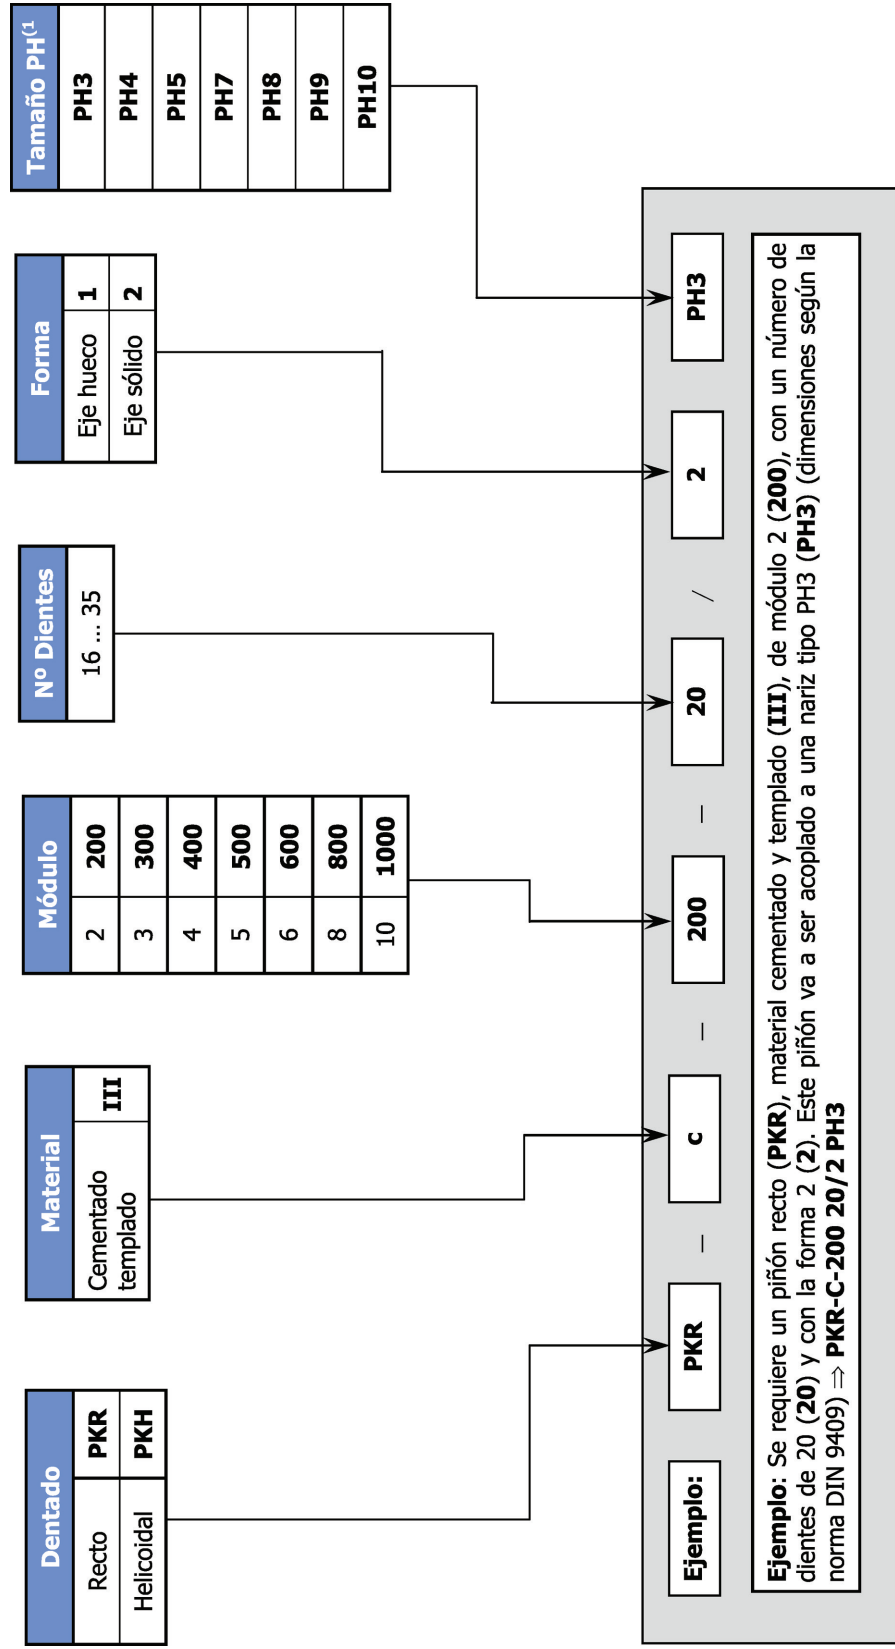 Dentado
Recto PKR
Helicoidal PKH
Material
Cementado III
templado
Módulo
2 200
3 300
4 400
5 500
6 600
8 800
10 1000
Nº Dientes
16 ... 35
Forma
Eje hueco 1
Eje sólido 2
Tamaño PH(1
PH3
PH4
PH5
PH7
PH8
PH9
PH10
Ejemplo: PKR – c – 200 – 20 / 2 PH3
Ejemplo: Se requiere un piñón recto (PKR), material cementado y templado (III), de módulo 2 (200), con un número de
dientes de 20 (20) y con la forma 2 (2). Este piñón va a ser acoplado a una nariz tipo PH3 (PH3) (dimensiones según la
norma DIN 9409) ⇒ PKR-C-200 20/2 PH3